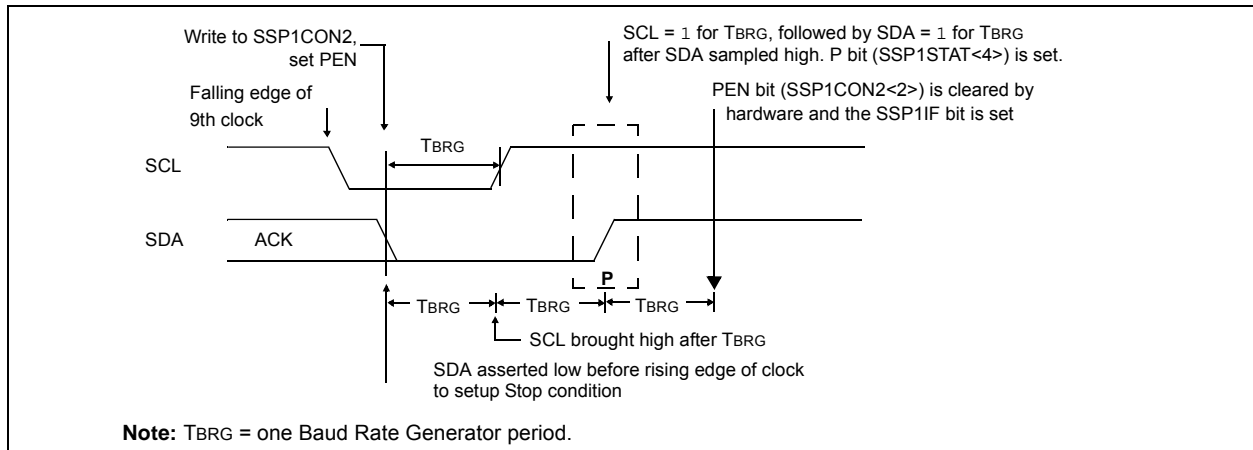 Write to SSP1CON2,
set PEN
SCL = 1 for TBRG, followed by SDA = 1 for TBRG
after SDA sampled high. P bit (SSP1STAT<4>) is set.
Falling edge of
9th clock
PEN bit (SSP1CON2<2>) is cleared by
hardware and the SSP1IF bit is set
TBRG
SCL
SDA
ACK
P
TBRG
TBRG
TBRG
SCL brought high after TBRG
SDA asserted low before rising edge of clock
to setup Stop condition
Note: TBRG = one Baud Rate Generator period.